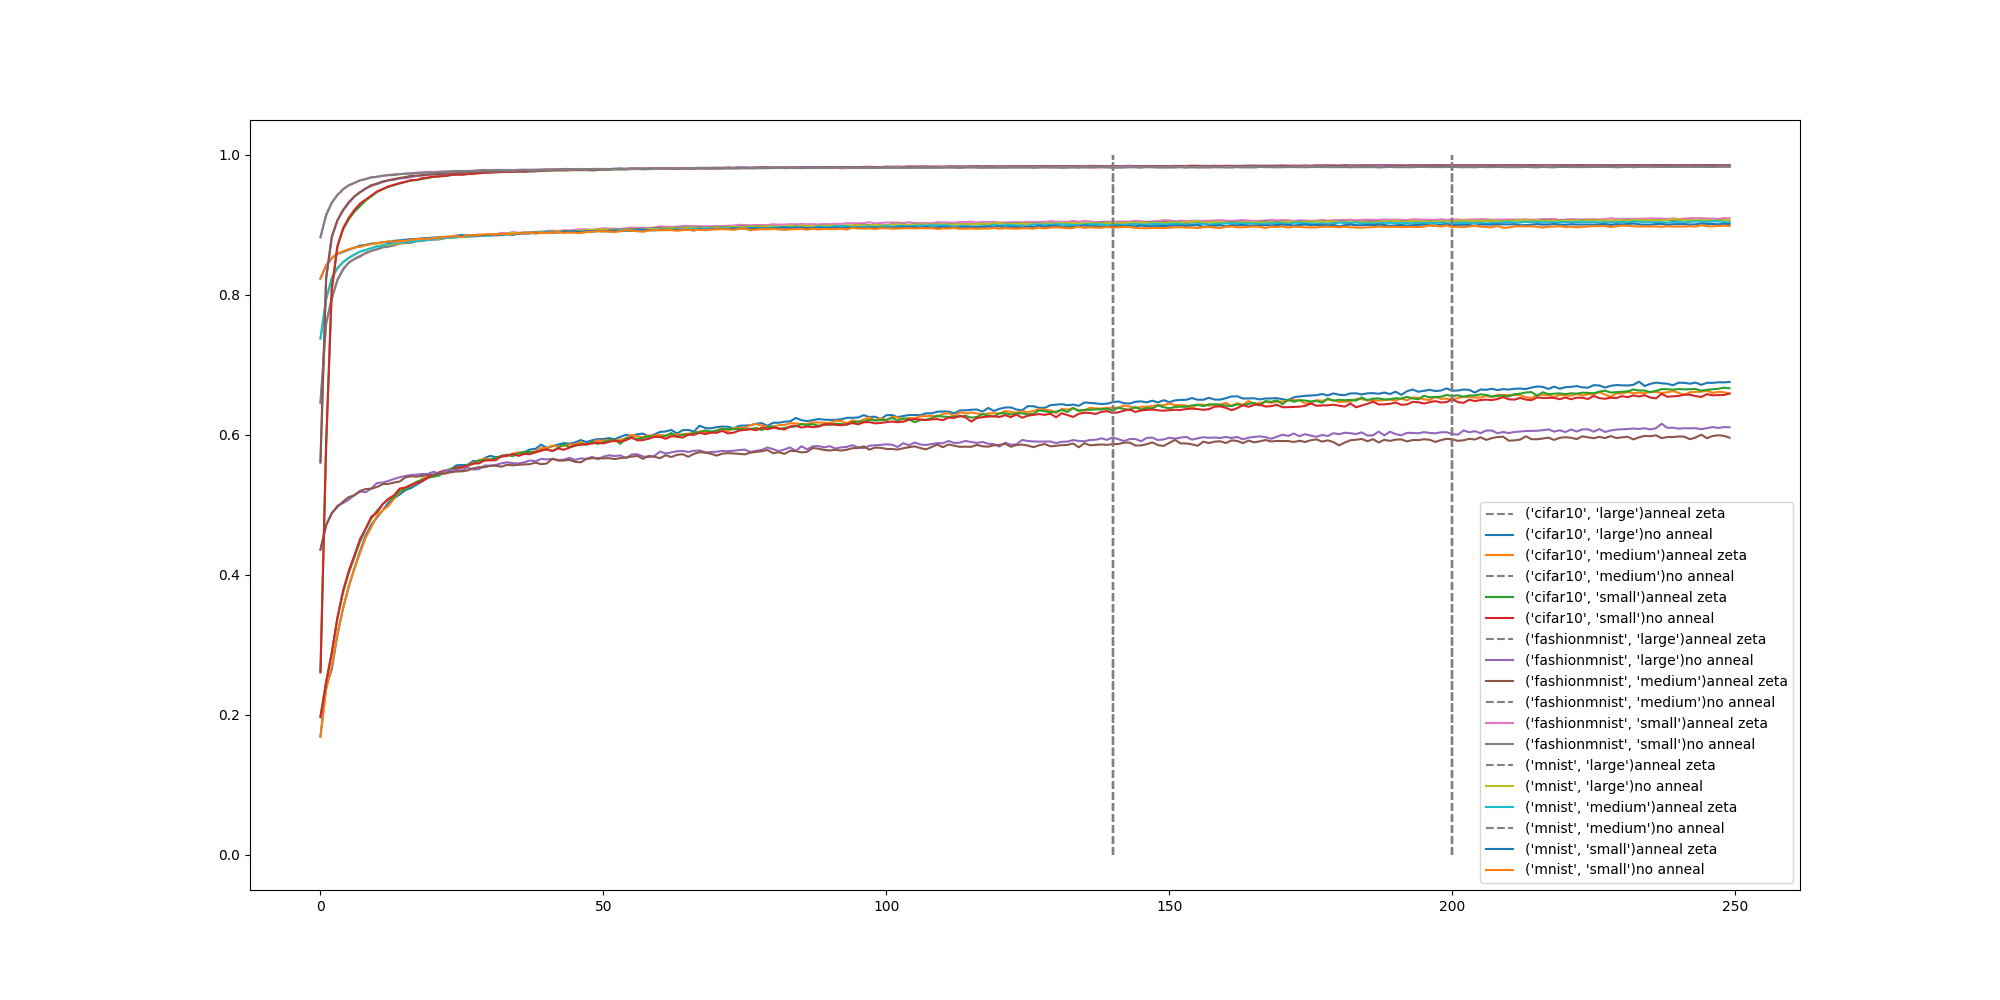 1.0
0.8
0.6
0.4
0.2
0.0
0 50 100 150 200 250
('cifar10', 'large')anneal zeta
('cifar10', 'large')no anneal
('cifar10', 'medium')anneal zeta
('cifar10', 'medium')no anneal
('cifar10', 'small')anneal zeta
('cifar10', 'small')no anneal
('fashionmnist', 'large')anneal zeta
('fashionmnist', 'large')no anneal
('fashionmnist', 'medium')anneal zeta
('fashionmnist', 'medium')no anneal
('fashionmnist', 'small')anneal zeta
('fashionmnist', 'small')no anneal
('mnist', 'large')anneal zeta
('mnist', 'large')no anneal
('mnist', 'medium')anneal zeta
('mnist', 'medium')no anneal
('mnist', 'small')anneal zeta
('mnist', 'small')no anneal